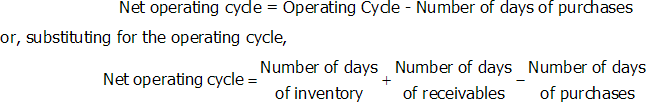 Net operating cycle = Operating Cycle - Number of days of purchases
or, substituting for the operating cycle,
Net operating cycle = Number of days of inventory + Number of days of receivables − Number of days of purchases